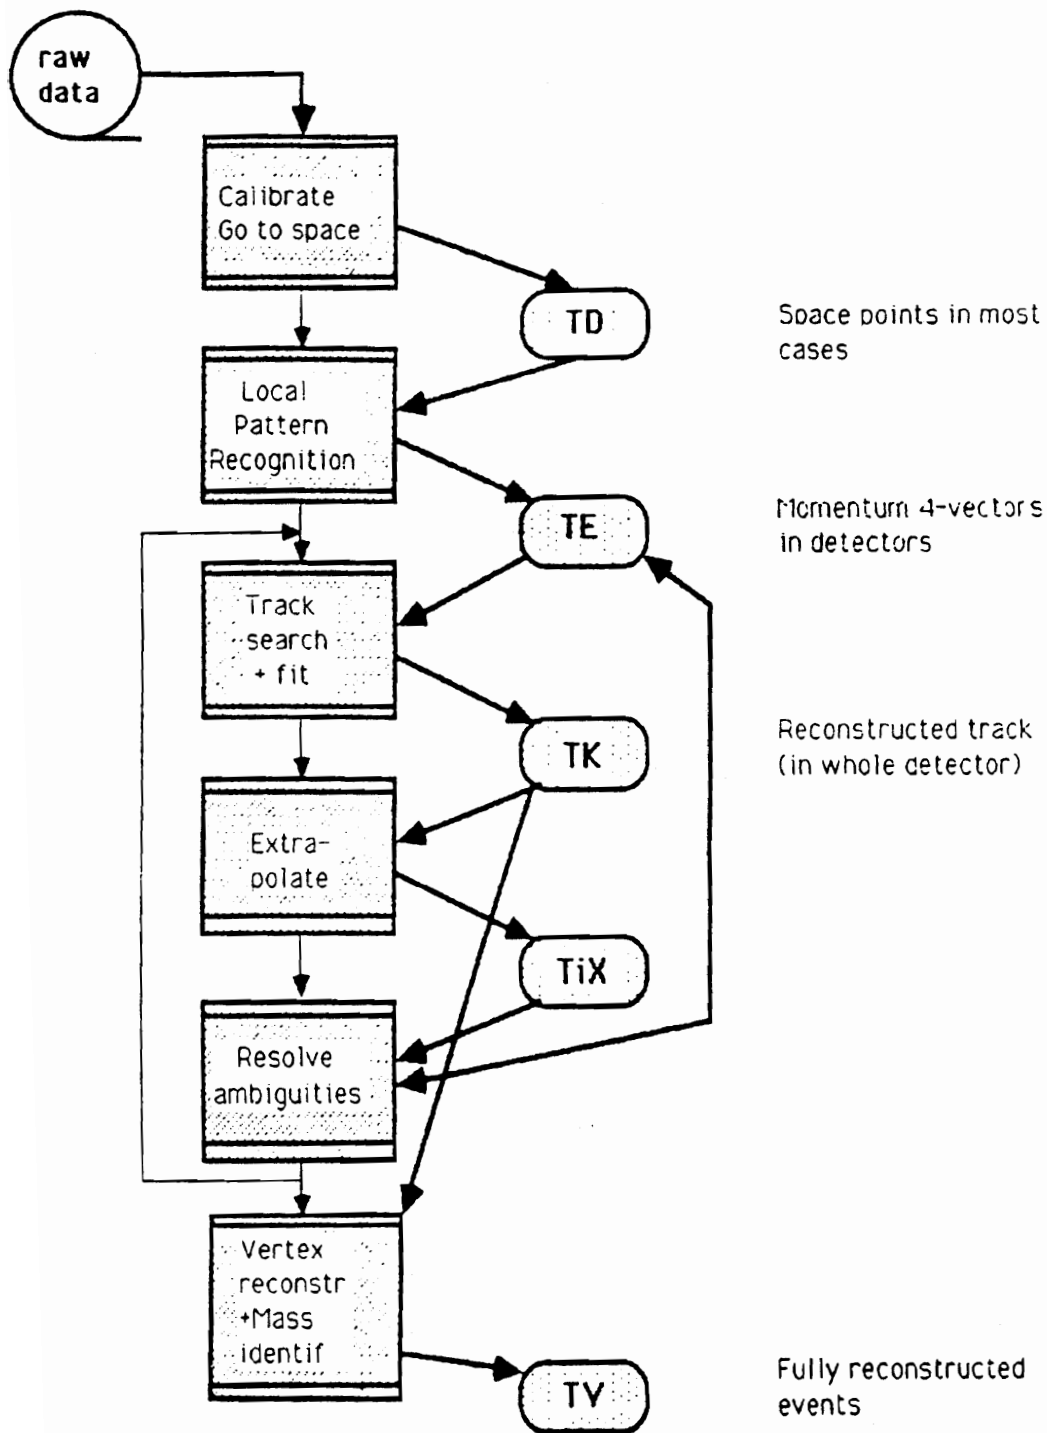 raw
data
Calibrate
Go to space
TD
Space points in most
cases
Local
Pattern
Recognition
TE
Momentum 4-vectors
in detectors
Track
search
+ fit
TK
Reconstructed track
(in whole detector)
Extra-
polate
TiX
Resolve
ambiguities
Vertex
reconstr
+Mass
identif
TV
Fully reconstructed
events